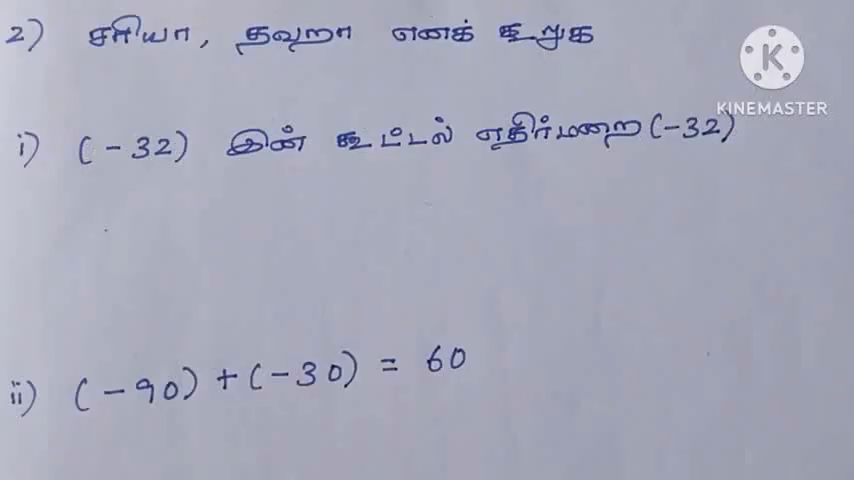 2) சரியா, தவறா எனக் கூறுக
KINEMASTER
i) (-32) இன் கூட்டல் எதிர்மறை (-32)
ii) (-90) + (-30) = 60